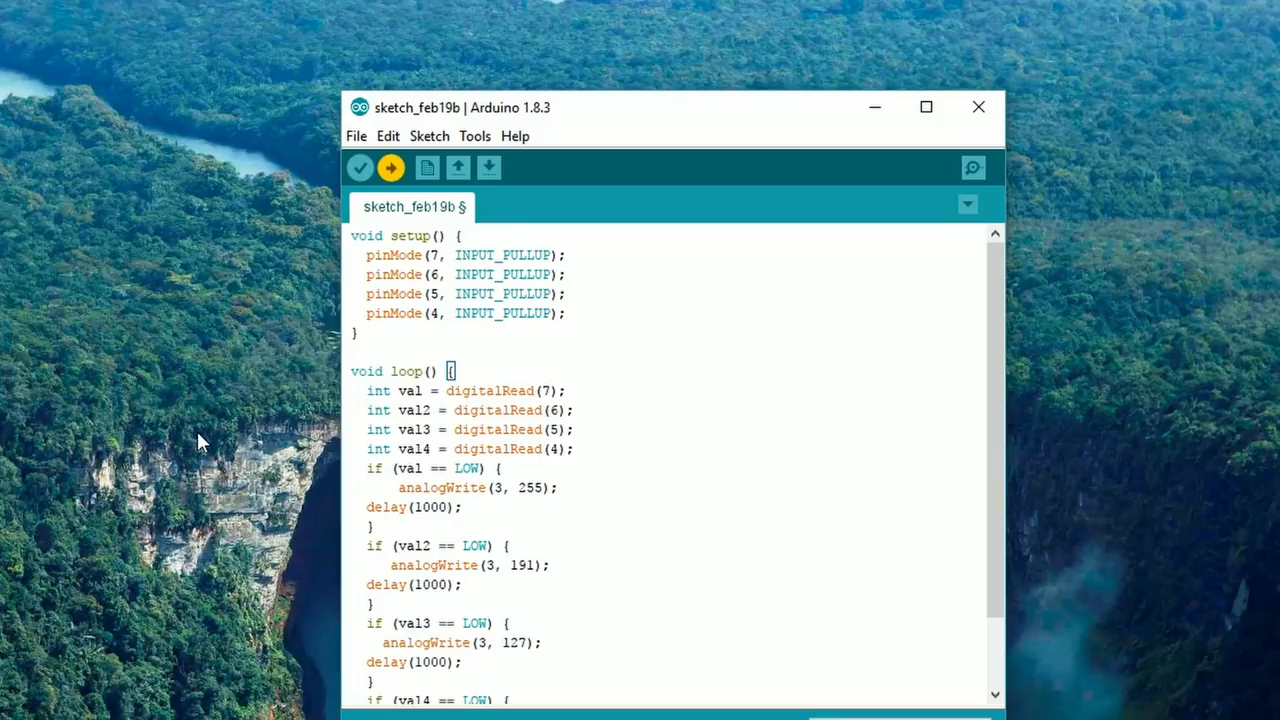 sketch_feb19b | Arduino 1.8.3
File Edit Sketch Tools Help
sketch_feb19b §
void setup() {
  pinMode(7, INPUT_PULLUP);
  pinMode(6, INPUT_PULLUP);
  pinMode(5, INPUT_PULLUP);
  pinMode(4, INPUT_PULLUP);
}
void loop() {
  int val = digitalRead(7);
  int val2 = digitalRead(6);
  int val3 = digitalRead(5);
  int val4 = digitalRead(4);
  if (val == LOW) {
      analogWrite(3, 255);
  delay(1000);
  }
  if (val2 == LOW) {
     analogWrite(3, 191);
  delay(1000);
  }
  if (val3 == LOW) {
    analogWrite(3, 127);
  delay(1000);
  }
  if (val4 == LOW) {